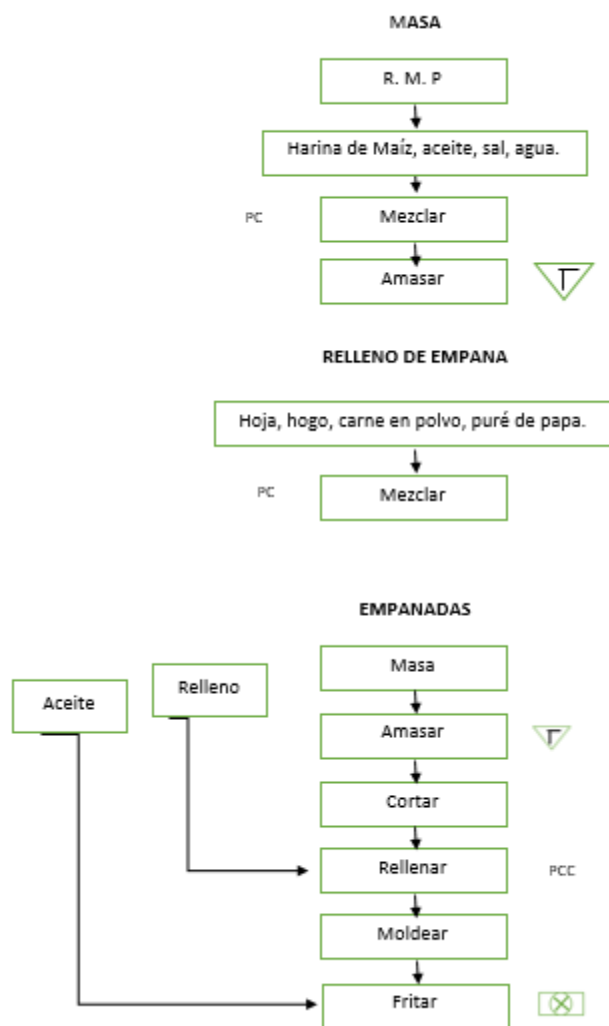 MASA
R. M. P
Harina de Maíz, aceite, sal, agua.
PC
Mezclar
Amasar
RELLENO DE EMPANA
Hoja, hogo, carne en polvo, puré de papa.
PC
Mezclar
EMPANADAS
Masa
Relleno
Aceite
Amasar
Cortar
Rellenar
PCC
Moldear
Fritar